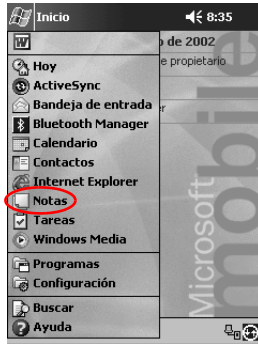 Inicio 8:35
o de 2002
Hoy
e propietario
ActiveSync
Bandeja de entrada
r
Bluetooth Manager
Calendario
Contactos
Internet Explorer
Notas
Tareas
Windows Media
Programas
Configuración
Buscar
Ayuda
Microsoft
mobile